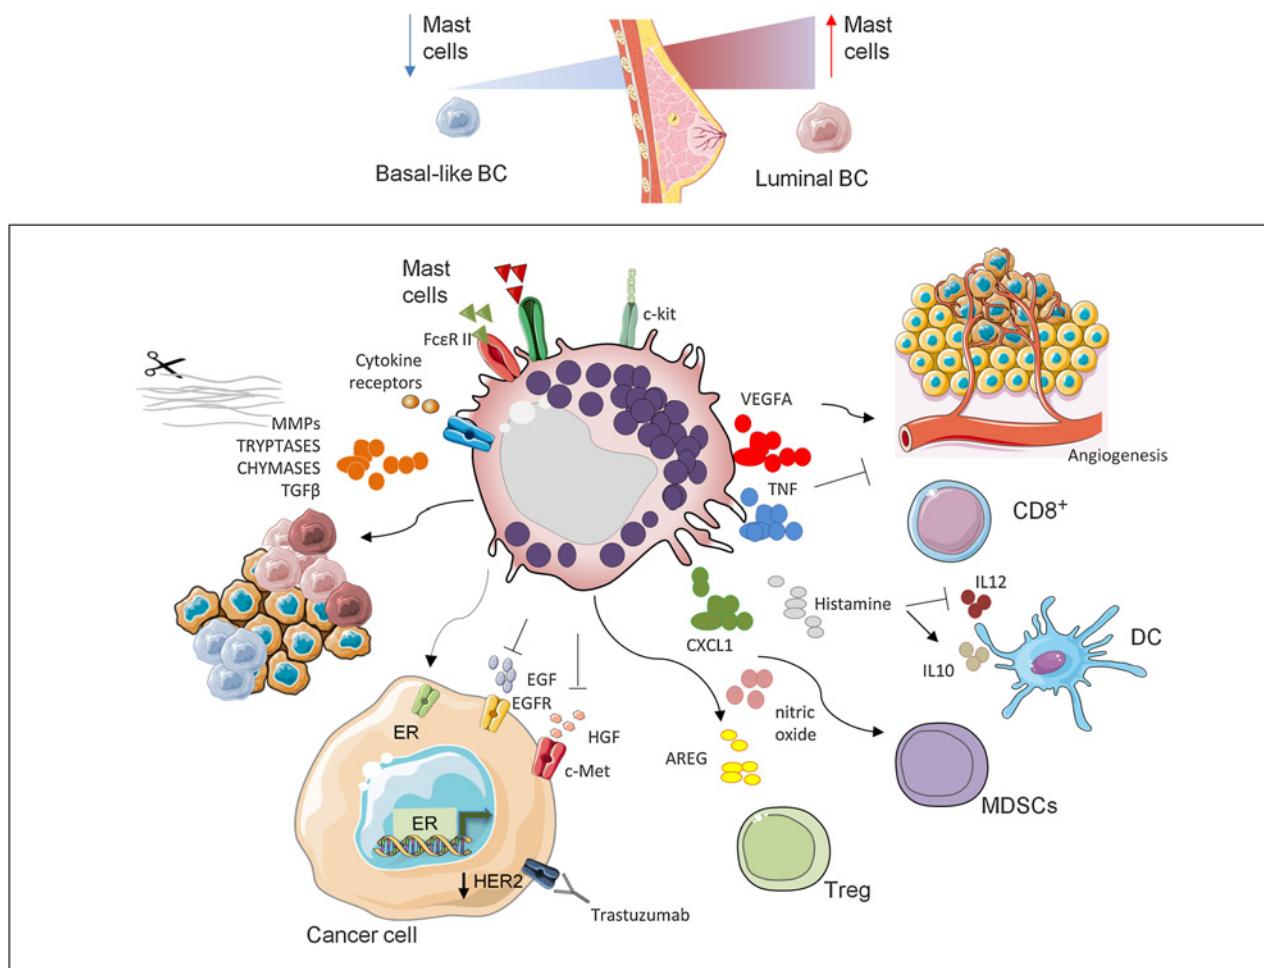 Mast
cells
Mast
cells
Basal-like BC
Luminal BC
Mast
cells
c-kit
FcεR II
Cytokine
receptors
MMPs
TRYPTASES
CHYMASES
TGFβ
VEGFA
TNF
Angiogenesis
CD8+
IL12
Histamine
DC
IL10
CXCL1
nitric
oxide
AREG
MDSCs
Treg
EGF
EGFR
ER
HGF
c-Met
ER
HER2
Trastuzumab
Cancer cell